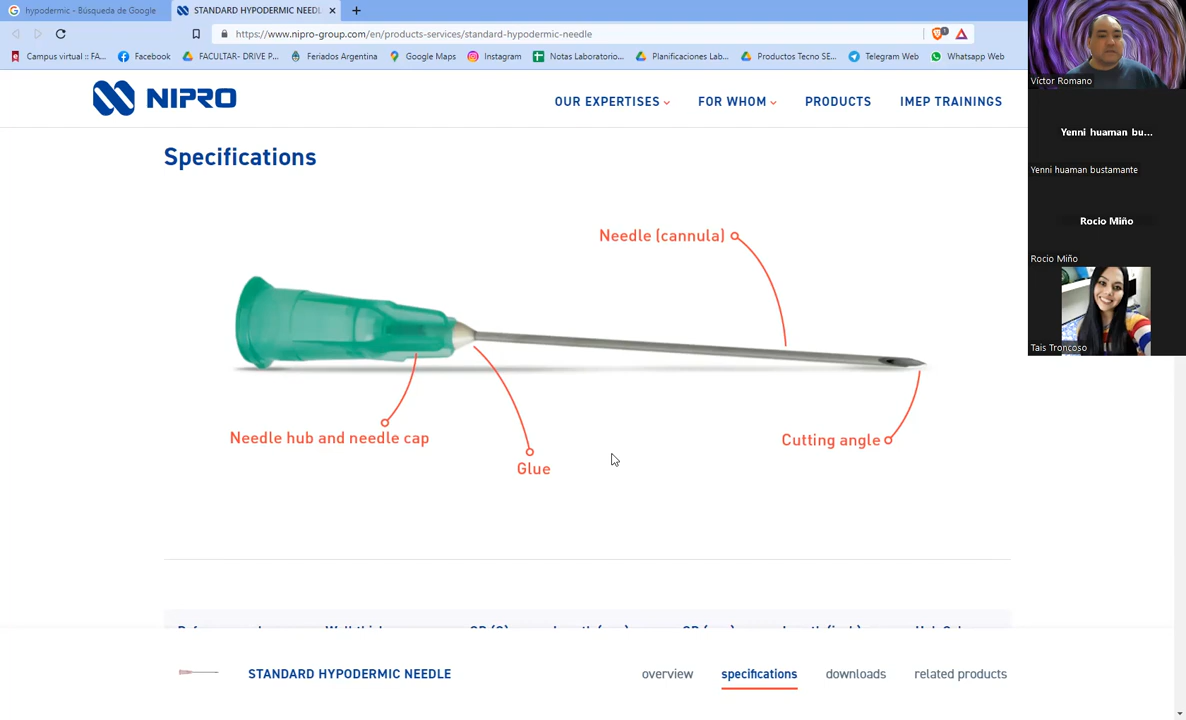 hypodermic - Búsqueda de Google
STANDARD HYPODERMIC NEEDL
https://www.nipro-group.com/en/products-services/standard-hypodermic-needle
1
Campus virtual :: FA...
Facebook
FACULTAR- DRIVE P...
Feriados Argentina
Google Maps
Instagram
Notas Laboratorio...
Planificaciones Lab...
Productos Tecno SE...
Telegram Web
Whatsapp Web
NIPRO
OUR EXPERTISES
FOR WHOM
PRODUCTS
IMEP TRAININGS
Specifications
Needle (cannula)
Needle hub and needle cap
Glue
Cutting angle
STANDARD HYPODERMIC NEEDLE
overview
specifications
downloads
related products
Víctor Romano
Yenni huaman bu...
Yenni huaman bustamante
Rocio Miño
Rocio Miño
Tais Troncoso